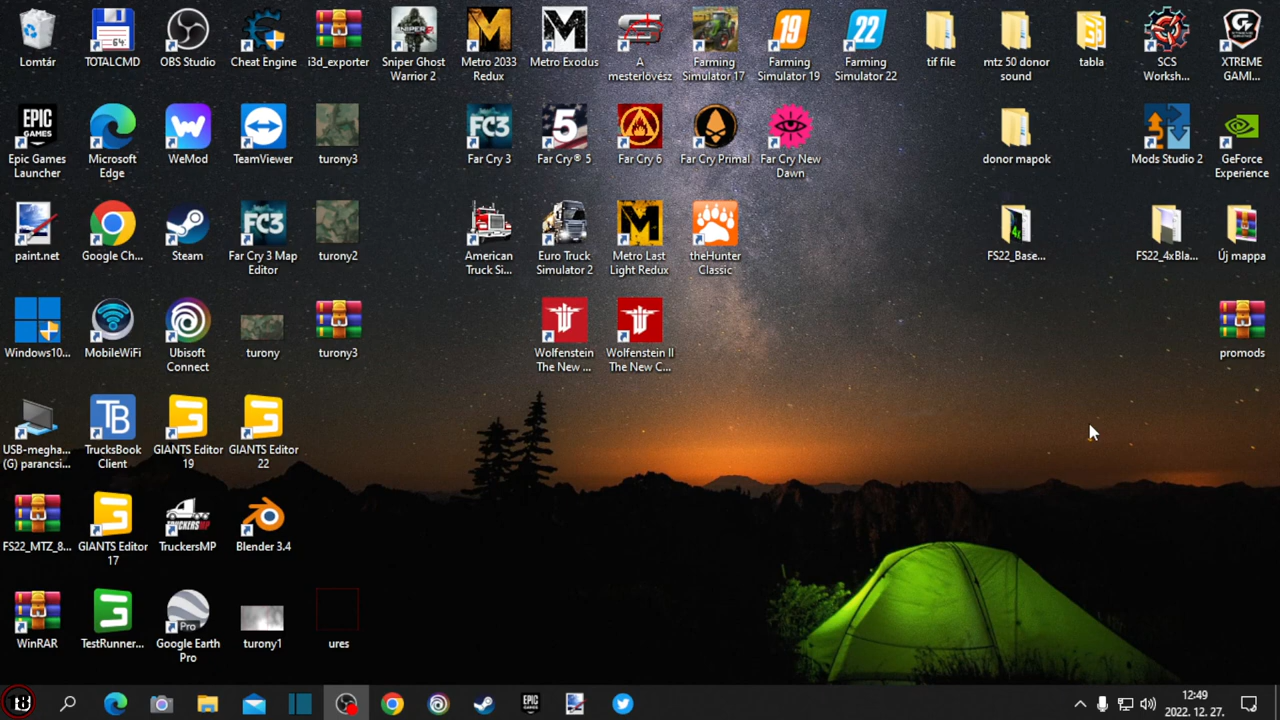 Lomtár
TOTALCMD
OBS Studio
Cheat Engine
i3d_exporter
Sniper Ghost
Warrior 2
Metro 2033
Redux
Metro Exodus
A
mesterlövész
Farming
Simulator 17
Farming
Simulator 19
Farming
Simulator 22
tif file
mtz 50 donor
sound
tabla
SCS
Worksh...
XTREME
GAMI...
Epic Games
Launcher
Microsoft
Edge
WeMod
TeamViewer
turony3
Far Cry 3
Far Cry® 5
Far Cry 6
Far Cry Primal
Far Cry New
Dawn
donor mapok
Mods Studio 2
GeForce
Experience
paint.net
Google Ch...
Steam
Far Cry 3 Map
Editor
turony2
American
Truck Si...
Euro Truck
Simulator 2
Metro Last
Light Redux
theHunter
Classic
FS22_Base...
FS22_4xBla...
Új mappa
Windows10...
MobileWiFi
Ubisoft
Connect
turony
turony3
Wolfenstein
The New ...
Wolfenstein II
The New C...
promods
USB-megha...
(G) parancsi...
TrucksBook
Client
GIANTS Editor
19
GIANTS Editor
22
FS22_MTZ_8...
GIANTS Editor
17
TruckersMP
Blender 3.4
WinRAR
TestRunner...
Google Earth
Pro
turony1
ures
12:49
2022. 12. 27.